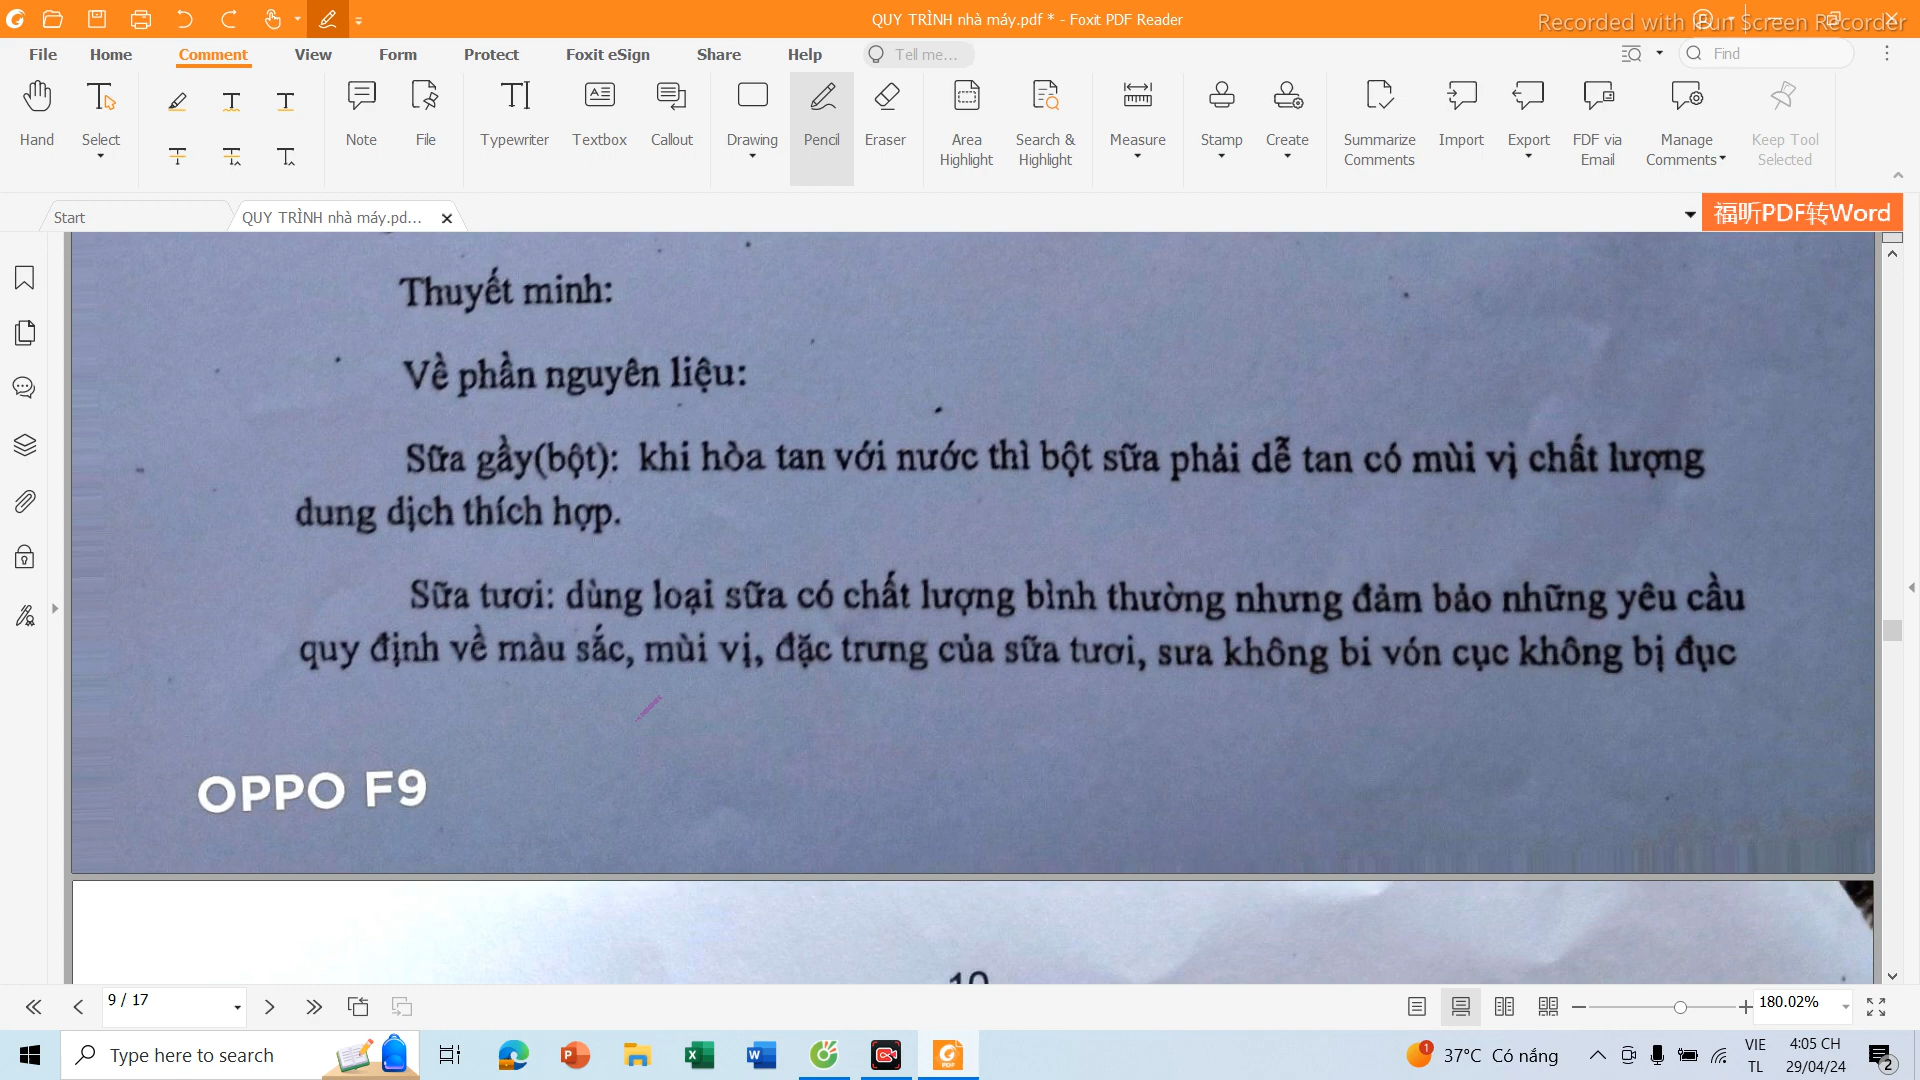 QUY TRÌNH nhà máy.pdf * - Foxit PDF Reader
Recorded with iFun Screen Recorder
File Home Comment View Form Protect Foxit eSign Share Help Tell me... Find
Hand Select Note File Typewriter Textbox Callout Drawing Pencil Eraser Area Highlight Search & Highlight Measure Stamp Create Summarize Comments Import Export FDF via Email Manage Comments Keep Tool Selected
Start QUY TRÌNH nhà máy.pd... 福昕PDF转Word
Thuyết minh:
Về phần nguyên liệu:
Sữa gầy(bột): khi hòa tan với nước thì bột sữa phải dễ tan có mùi vị chất lượng
dung dịch thích hợp.
Sữa tươi: dùng loại sữa có chất lượng bình thường nhưng đảm bảo những yêu cầu
quy định về màu sắc, mùi vị, đặc trưng của sữa tươi, sưa không bi vón cục không bị đục
OPPO F9
10
9 / 17 180.02%
Type here to search 37°C Có nắng VIE 4:05 CH
TL 29/04/24 2